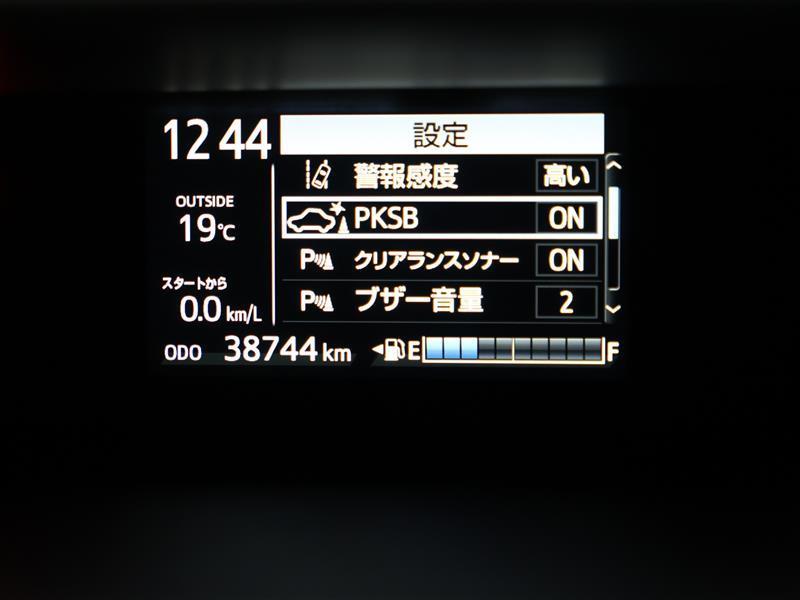 12 44
設定
警報感度 高い
OUTSIDE
19℃
PKSB ON
P クリアランスソナー ON
スタートから
0.0 km/L
P ブザー音量 2
ODO 38744 km
E F